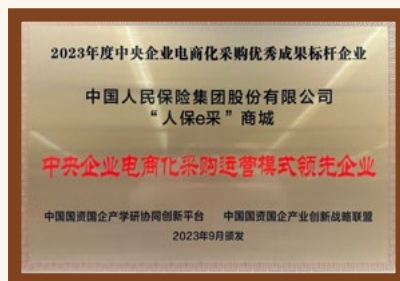 2023年度中央企业电商化采购优秀成果标杆企业
中国人民保险集团股份有限公司
“人保e采”商城
中央企业电商化采购运营模式领先企业
中国国资国企产学研协同创新平台 中国国资国企产业创新战略联盟
2023年9月颁发